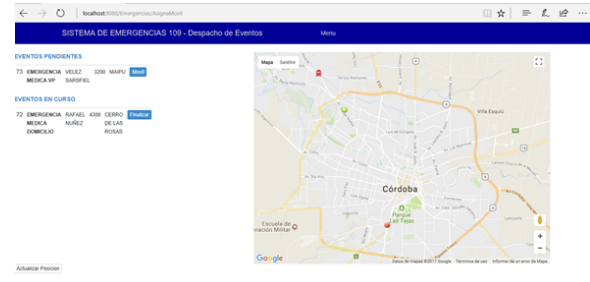 localhost:8080/Emergencias/AsignaMovil
SISTEMA DE EMERGENCIAS 109 - Despacho de Eventos
Menu
EVENTOS PENDIENTES
73 EMERGENCIA VELEZ 3200 MAIPU Movil
MEDICA VP SARSFIEL
EVENTOS EN CURSO
72 EMERGENCIA RAFAEL 4300 CERRO Finalizar
MEDICA NUÑEZ DE LAS
DOMICILIO ROSAS
Mapa Satélite
Villa Esquiú
Córdoba
Parque
Las Tejas
Escuela de
viación Militar
Google
Datos de mapas ©2017 Google Términos de uso Informar de un error de Maps
Actualizar Posicion